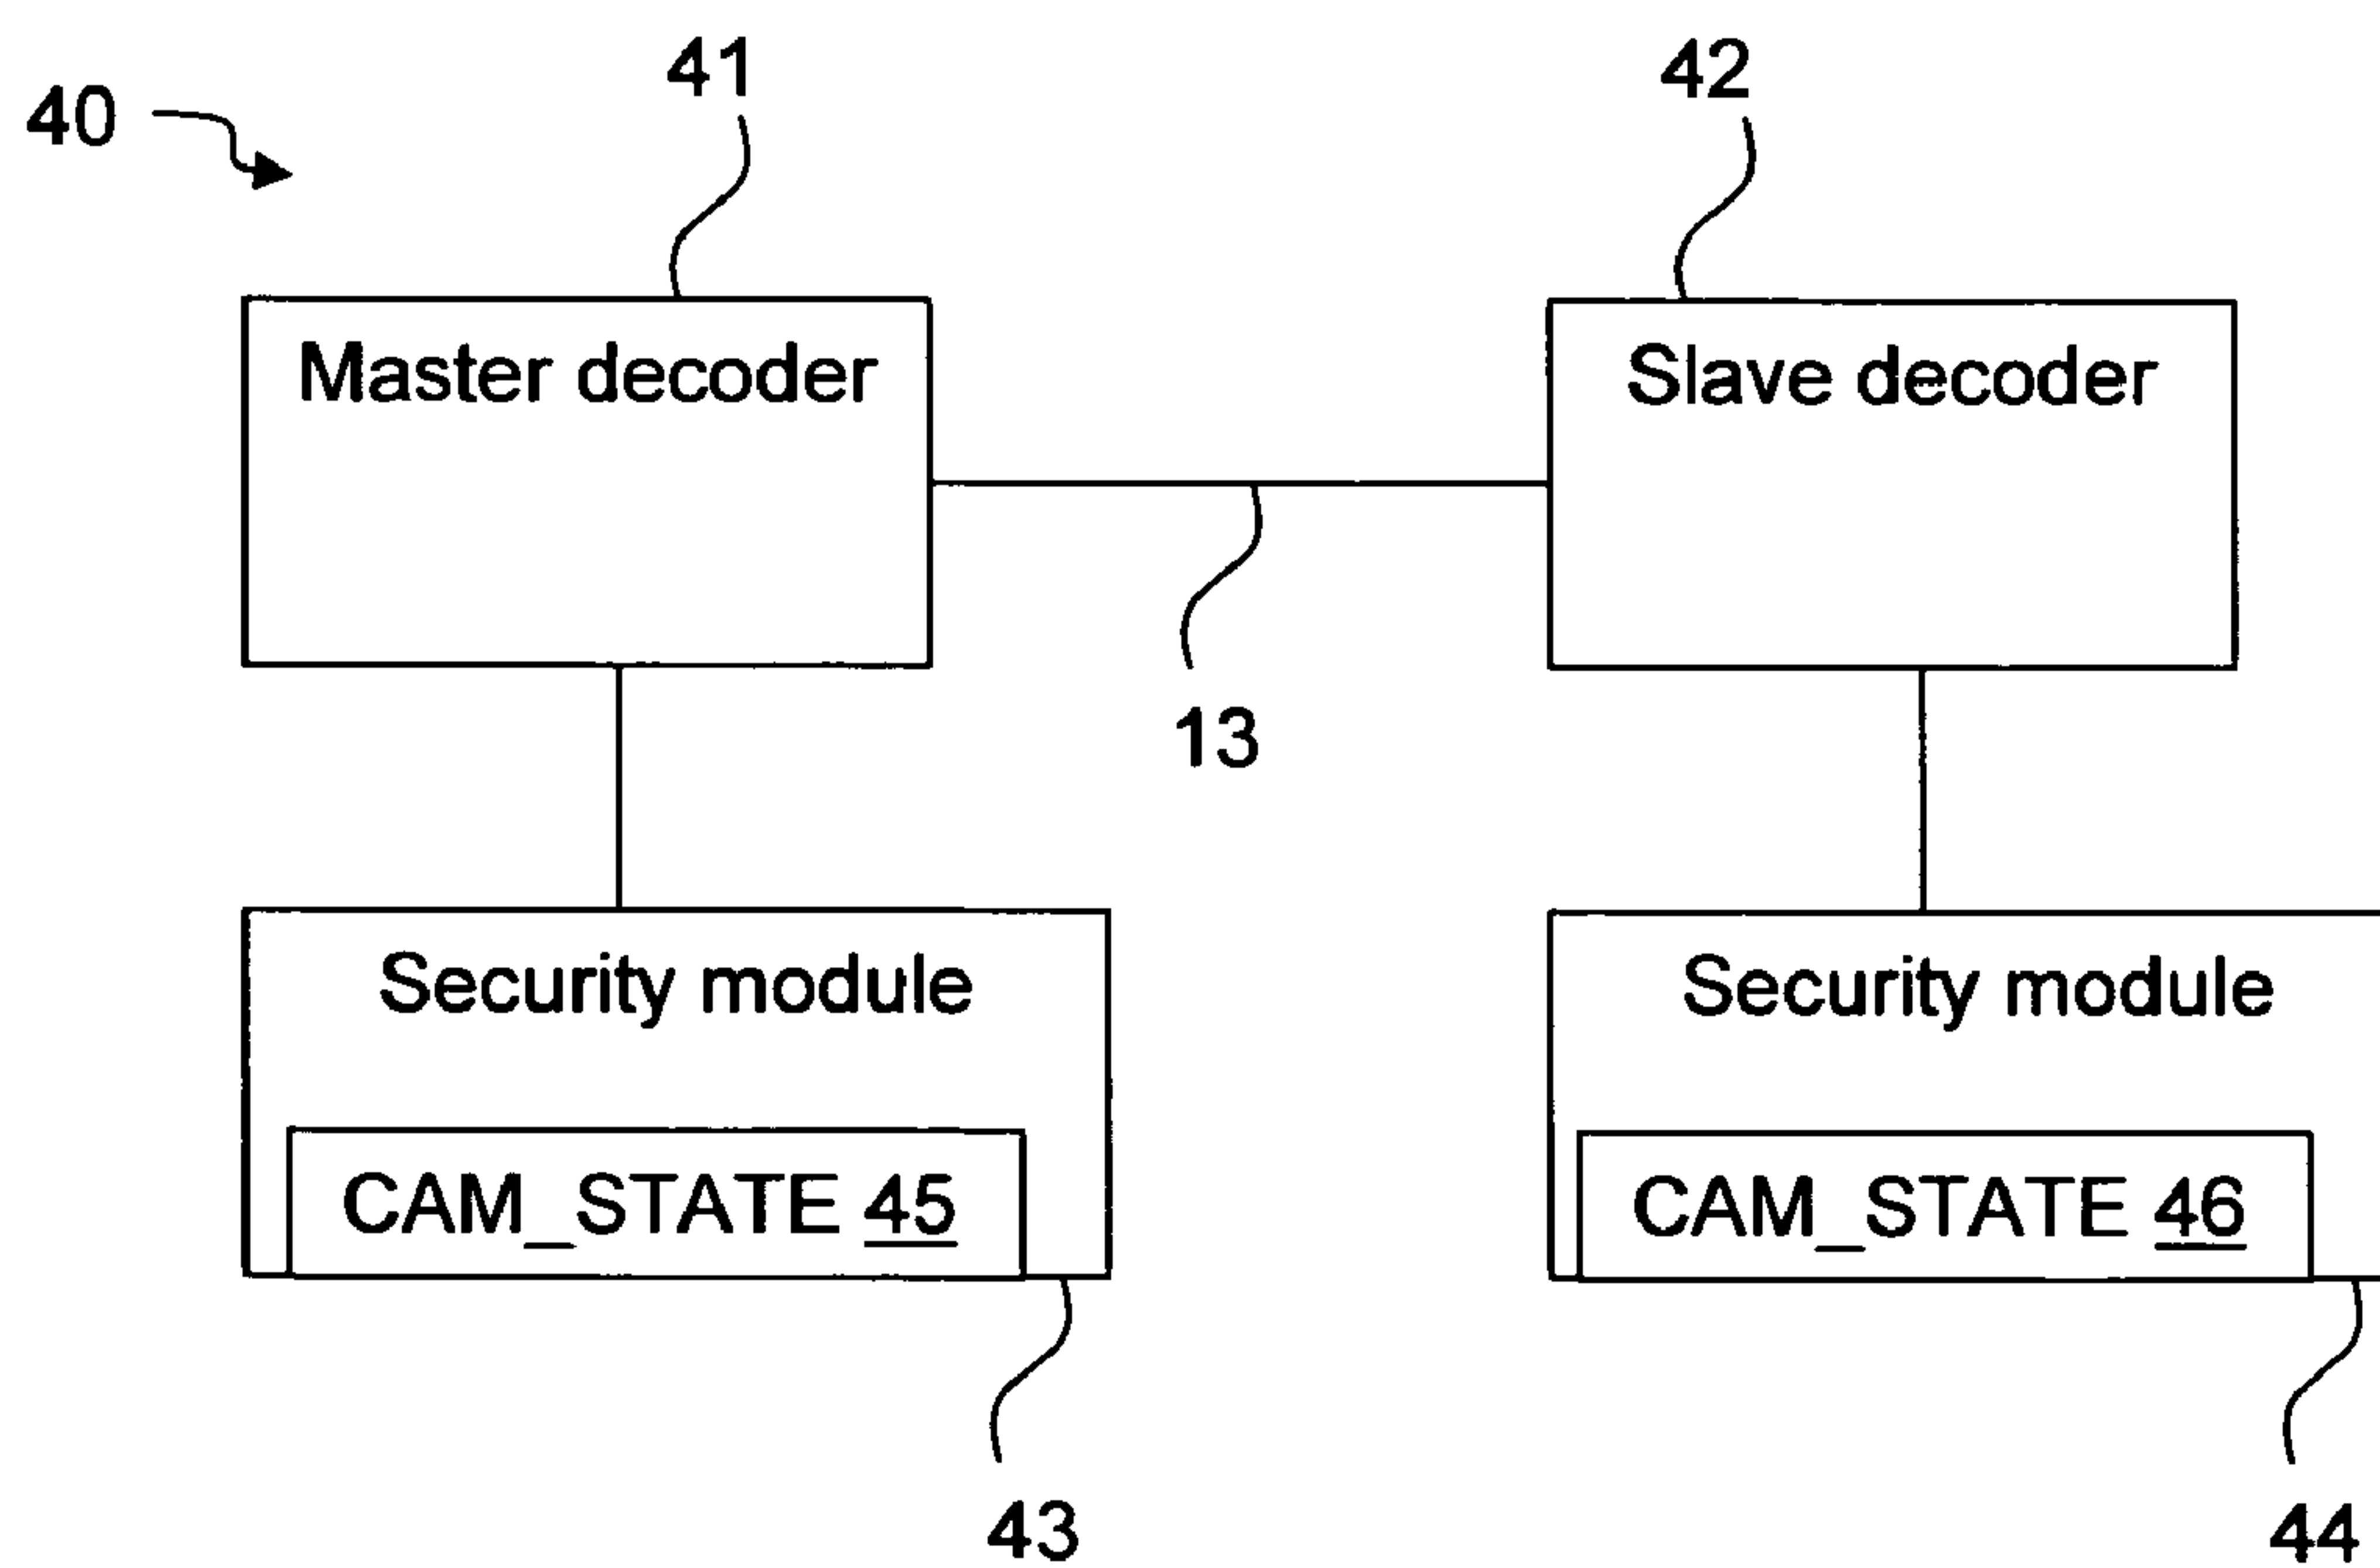 41
42
40
Master decoder
Slave decoder
13
Security module
Security module
CAM_STATE 45
CAM_STATE 46
43
44